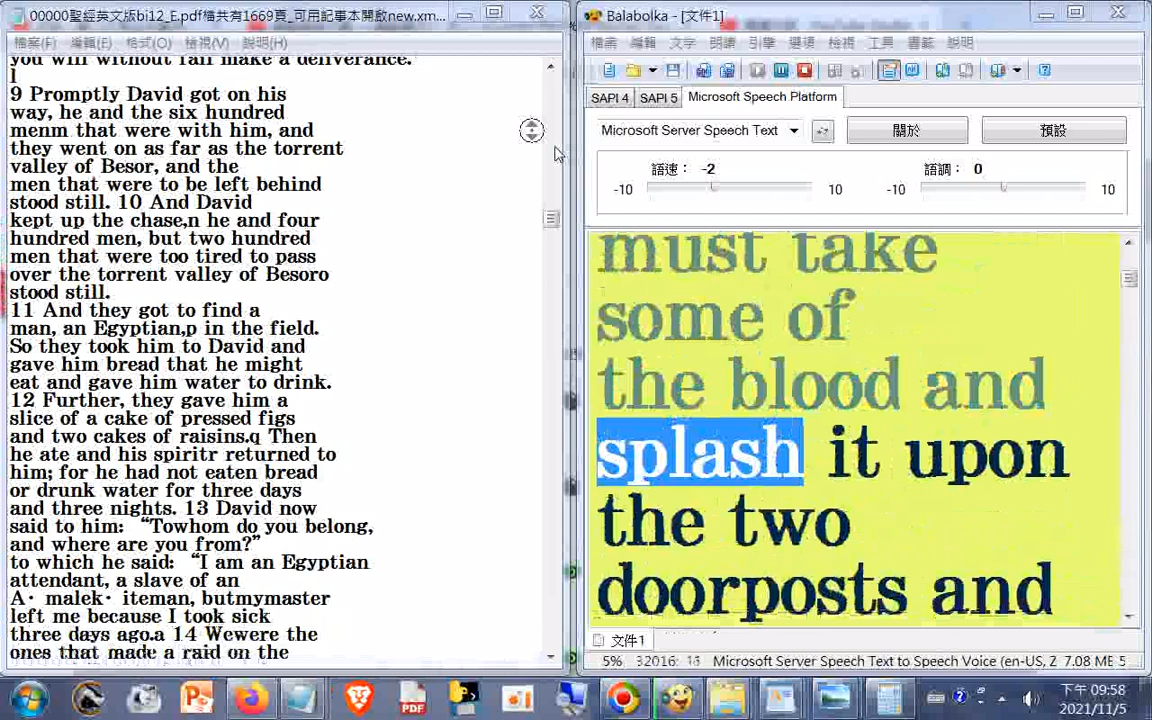 00000聖經英文版bi12_E.pdf檔共有1669頁_可用記事本開啟new.xm...
檔案(F) 編輯(E) 格式(O) 檢視(V) 說明(H)
you will without fail make a deliverance.
l
9 Promptly David got on his
way, he and the six hundred
menm that were with him, and
they went on as far as the torrent
valley of Besor, and the
men that were to be left behind
stood still. 10 And David
kept up the chase,n he and four
hundred men, but two hundred
men that were too tired to pass
over the torrent valley of Besoro
stood still.
11 And they got to find a
man, an Egyptian,p in the field.
So they took him to David and
gave him bread that he might
eat and gave him water to drink.
12 Further, they gave him a
slice of a cake of pressed figs
and two cakes of raisins.q Then
he ate and his spiritr returned to
him; for he had not eaten bread
or drunk water for three days
and three nights. 13 David now
said to him: “Towhom do you belong,
and where are you from?”
to which he said: “I am an Egyptian
attendant, a slave of an
A· malek· iteman, butmymaster
left me because I took sick
three days ago.a 14 Wewere the
ones that made a raid on the
Balabolka - [文件1]
檔案 編輯 文字 朗讀 引擎 選項 檢視 工具 書籤 說明
SAPI 4 SAPI 5 Microsoft Speech Platform
Microsoft Server Speech Text 關於 預設
語速： -2 語調： 0
-10 10 -10 10
must take
some of
the blood and
splash it upon
the two
doorposts and
文件1
5% 32016: 18 Microsoft Server Speech Text to Speech Voice (en-US, 2 7.08 MB 5
PDF
下午 09:58
2021/11/5